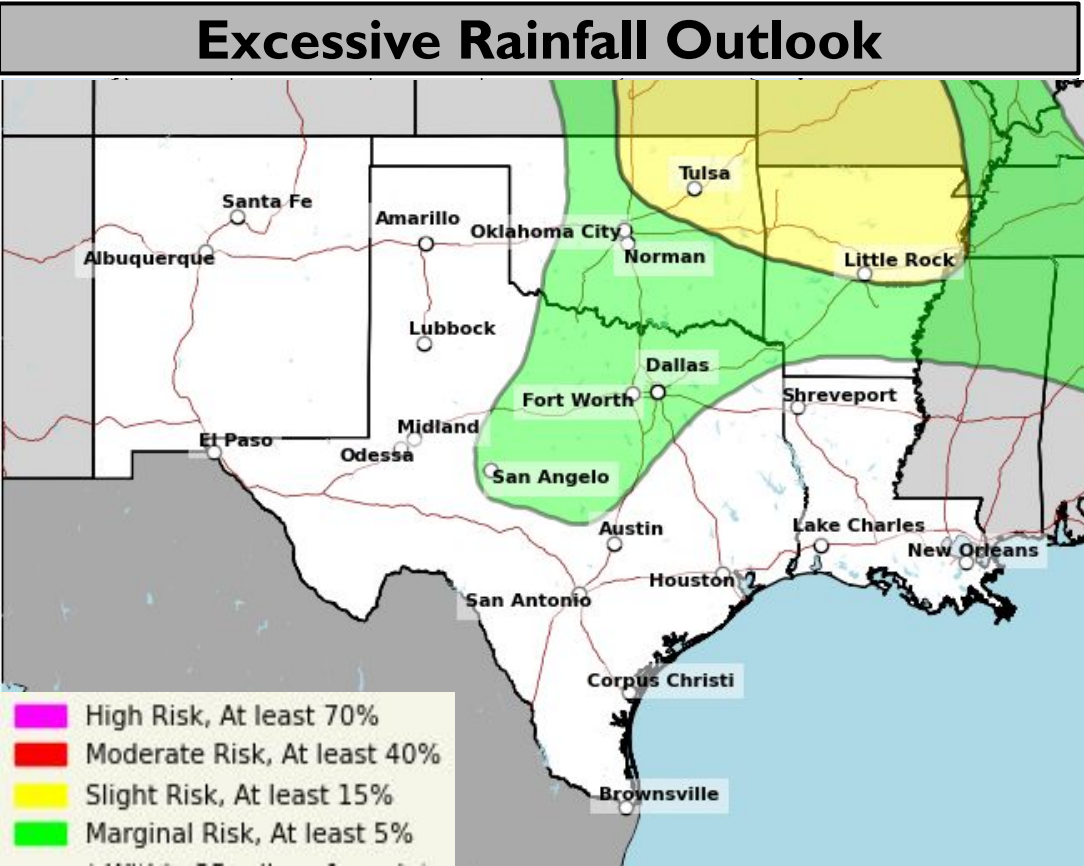 Excessive Rainfall Outlook
Tulsa
Santa Fe
Amarillo
Oklahoma City
Albuquerque
Norman
Little Rock
Lubbock
Dallas
Fort Worth
Shreveport
Midland
El Paso
Odessa
San Angelo
Austin
Lake Charles
New Orleans
Houston
San Antonio
Corpus Christi
High Risk, At least 70%
Moderate Risk, At least 40%
Slight Risk, At least 15%
Brownsville
Marginal Risk, At least 5%